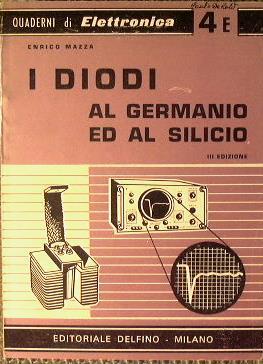 QUADERNI di Elettronica
4 E
ENRICO MAZZA
I DIODI
AL GERMANIO
ED AL SILICIO
III EDIZIONE
EDITORIALE DELFINO - MILANO